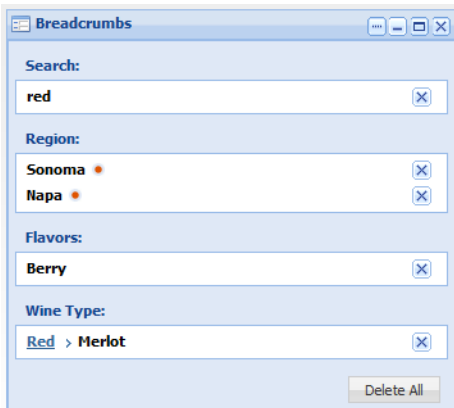 Breadcrumbs
Search:
red
Region:
Sonoma
Napa
Flavors:
Berry
Wine Type:
Red > Merlot
Delete All